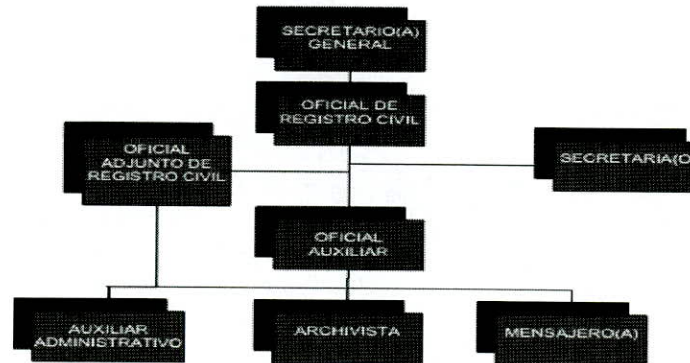 SECRETARIO(A)
GENERAL
OFICIAL DE
REGISTRO CIVIL
OFICIAL
ADJUNTO DE
REGISTRO CIVIL
SECRETARIA(O
OFICIAL
AUXILIAR
AUXILIAR
ADMINISTRATIVO
ARCHIVISTA
MENSAJERO(A)